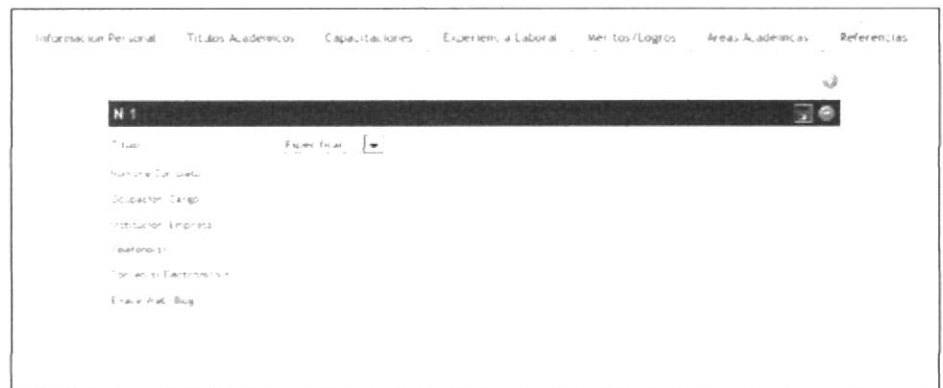 Informacion Personal Titulos Academicos Capacitaciones Experiencia Laboral Meritos/Logros Areas Academicas Referencias
N 1
Titulo Especificar
Nombre Completo
Ocupacion Cargo
Institucion Empresa
Telefono(s)
Correo(s) Electronico(s)
Enlace Web Blog